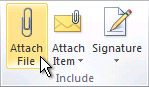 Attach Attach Signature
File Item
Include